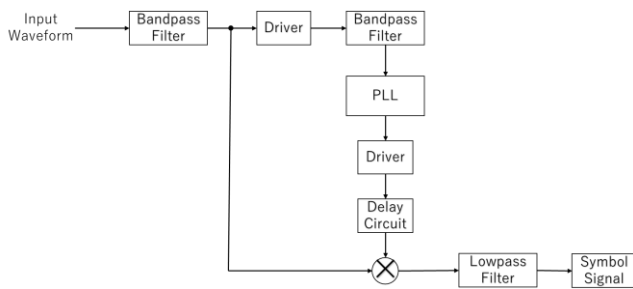 Input
Waveform
Bandpass
Filter
Driver
Bandpass
Filter
PLL
Driver
Delay
Circuit
Lowpass
Filter
Symbol
Signal